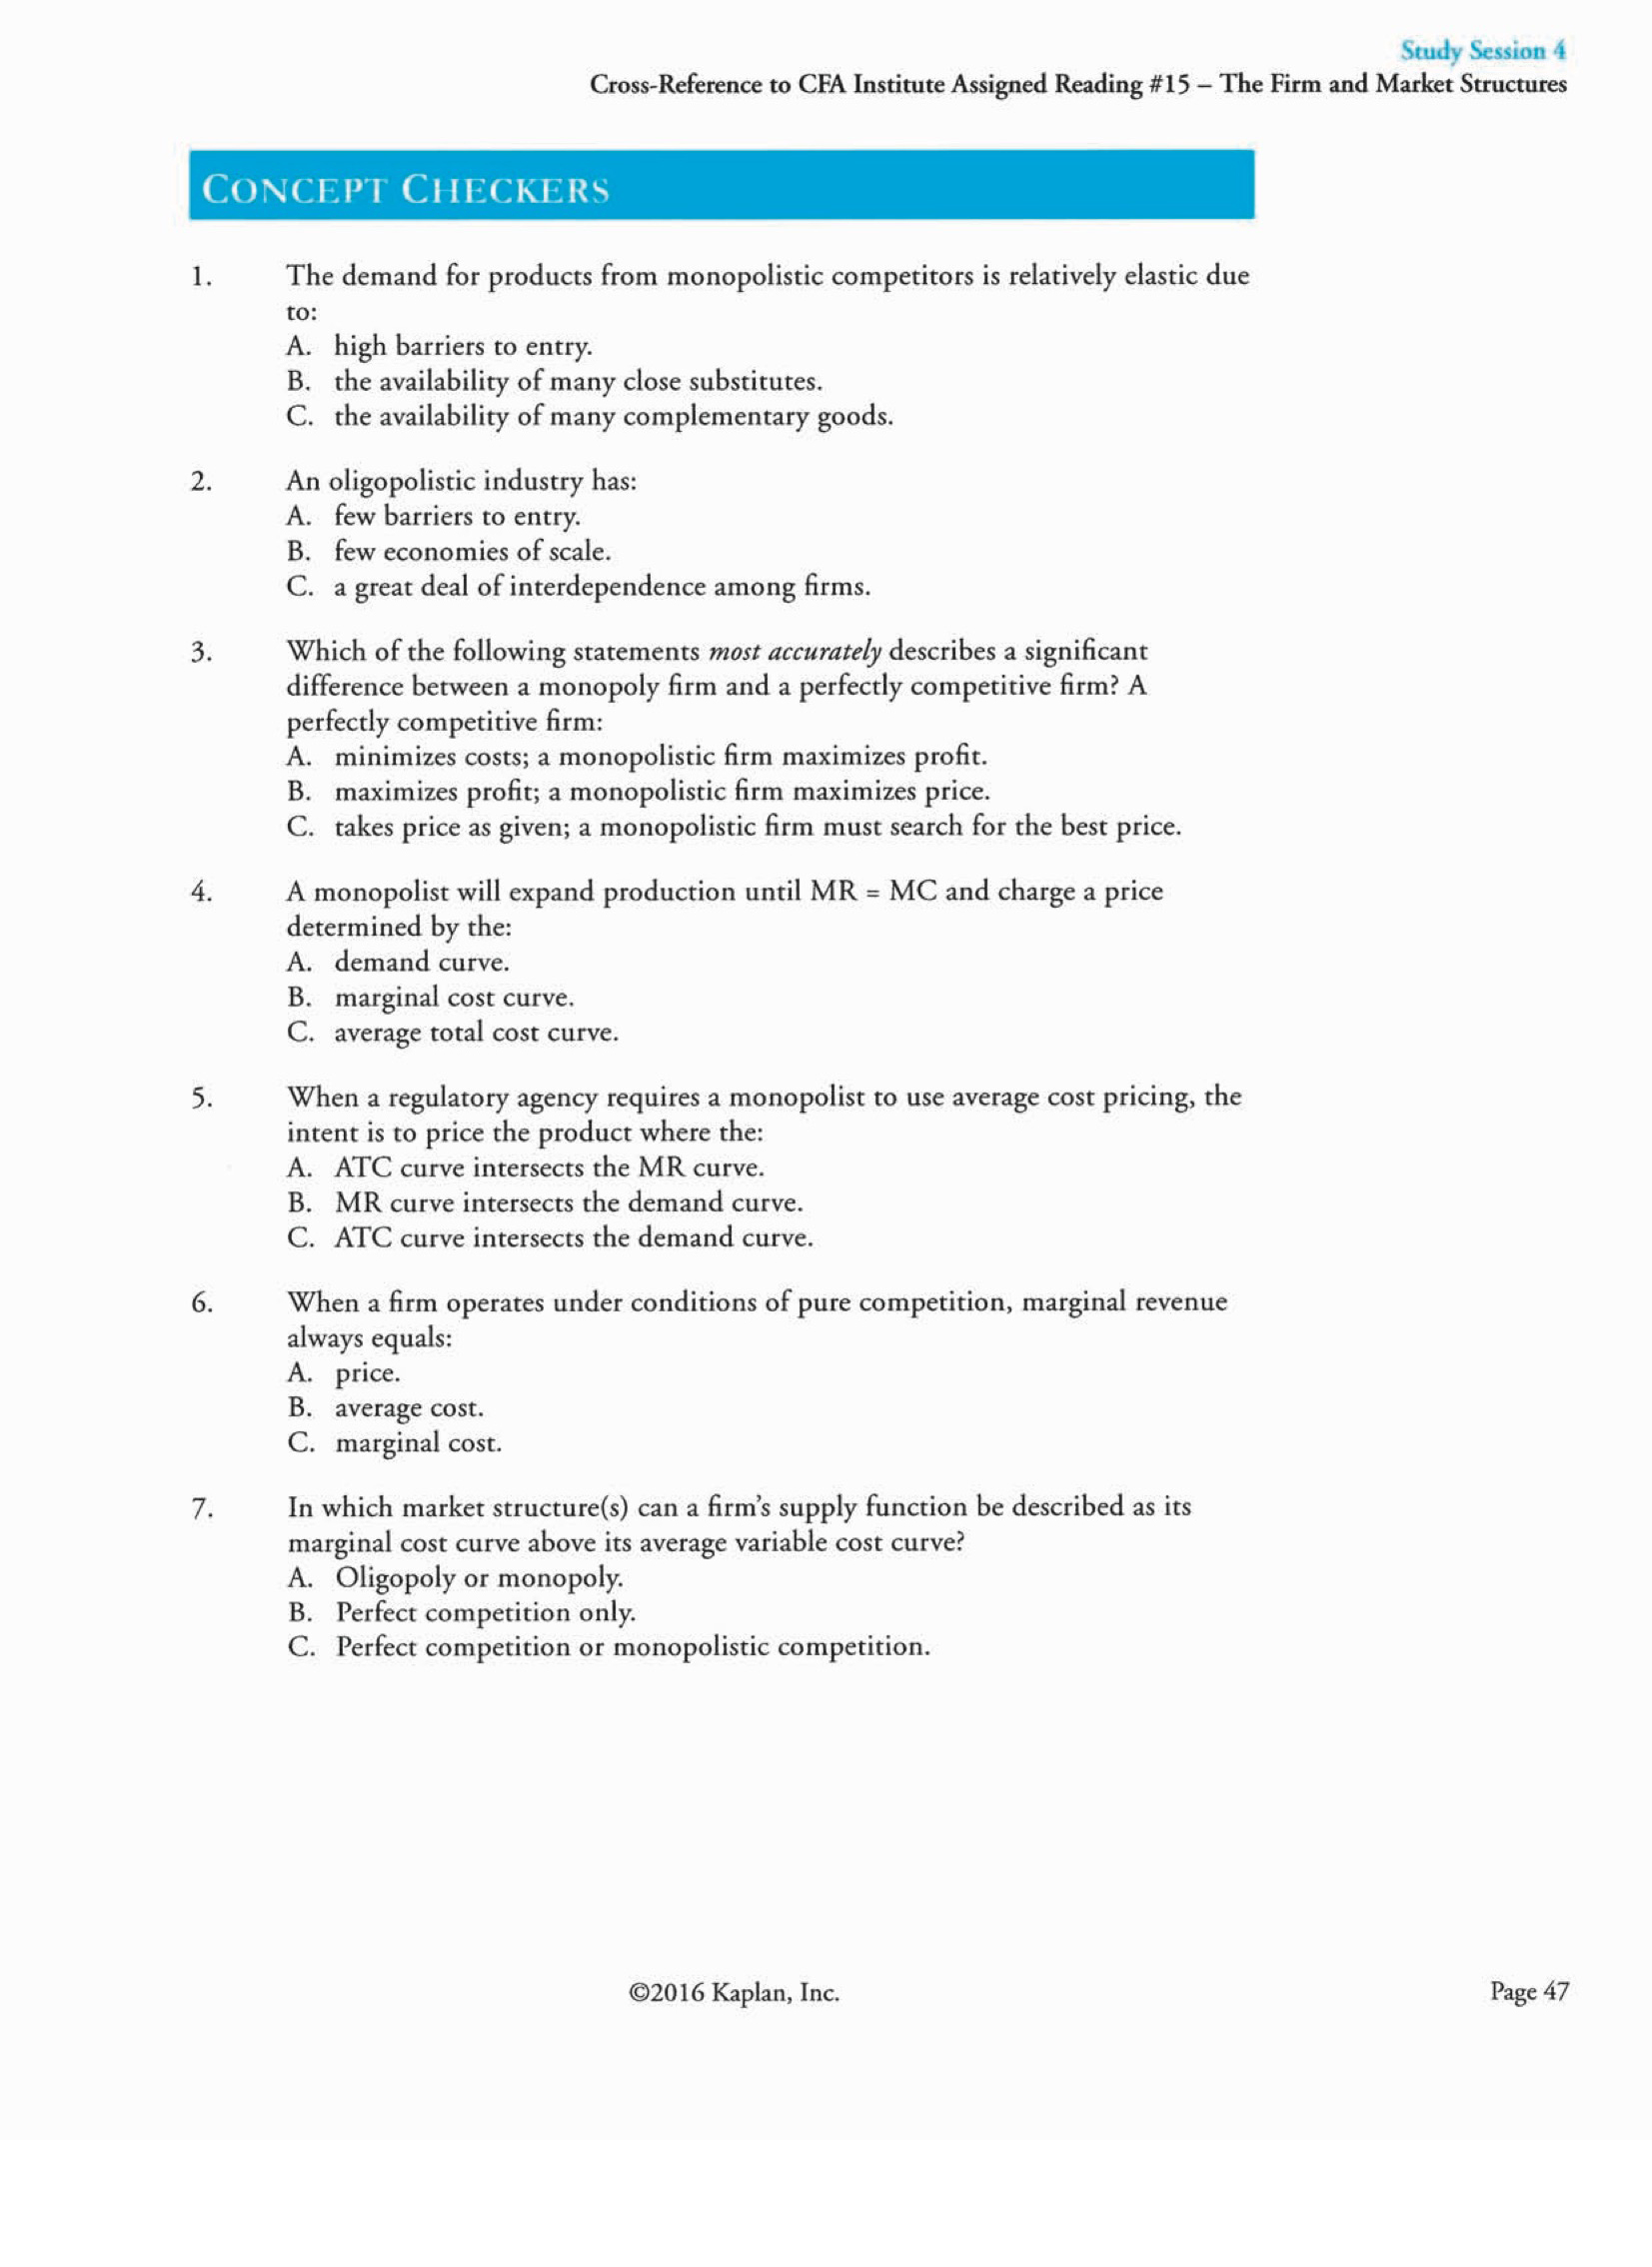 Study Session 4
Cross-Reference to CFA Institute Assigned Reading #15 – The Firm and Market Structures
CONCEPT CHECKERS
1. The demand for products from monopolistic competitors is relatively elastic due
to:
A. high barriers to entry.
B. the availability of many close substitutes.
C. the availability of many complementary goods.
2. An oligopolistic industry has:
A. few barriers to entry.
B. few economies of scale.
C. a great deal of interdependence among firms.
3. Which of the following statements most accurately describes a significant
difference between a monopoly firm and a perfectly competitive firm? A
perfectly competitive firm:
A. minimizes costs; a monopolistic firm maximizes profit.
B. maximizes profit; a monopolistic firm maximizes price.
C. takes price as given; a monopolistic firm must search for the best price.
4. A monopolist will expand production until MR = MC and charge a price
determined by the:
A. demand curve.
B. marginal cost curve.
C. average total cost curve.
5. When a regulatory agency requires a monopolist to use average cost pricing, the
intent is to price the product where the:
A. ATC curve intersects the MR curve.
B. MR curve intersects the demand curve.
C. ATC curve intersects the demand curve.
6. When a firm operates under conditions of pure competition, marginal revenue
always equals:
A. price.
B. average cost.
C. marginal cost.
7. In which market structure(s) can a firm's supply function be described as its
marginal cost curve above its average variable cost curve?
A. Oligopoly or monopoly.
B. Perfect competition only.
C. Perfect competition or monopolistic competition.
©2016 Kaplan, Inc.
Page 47